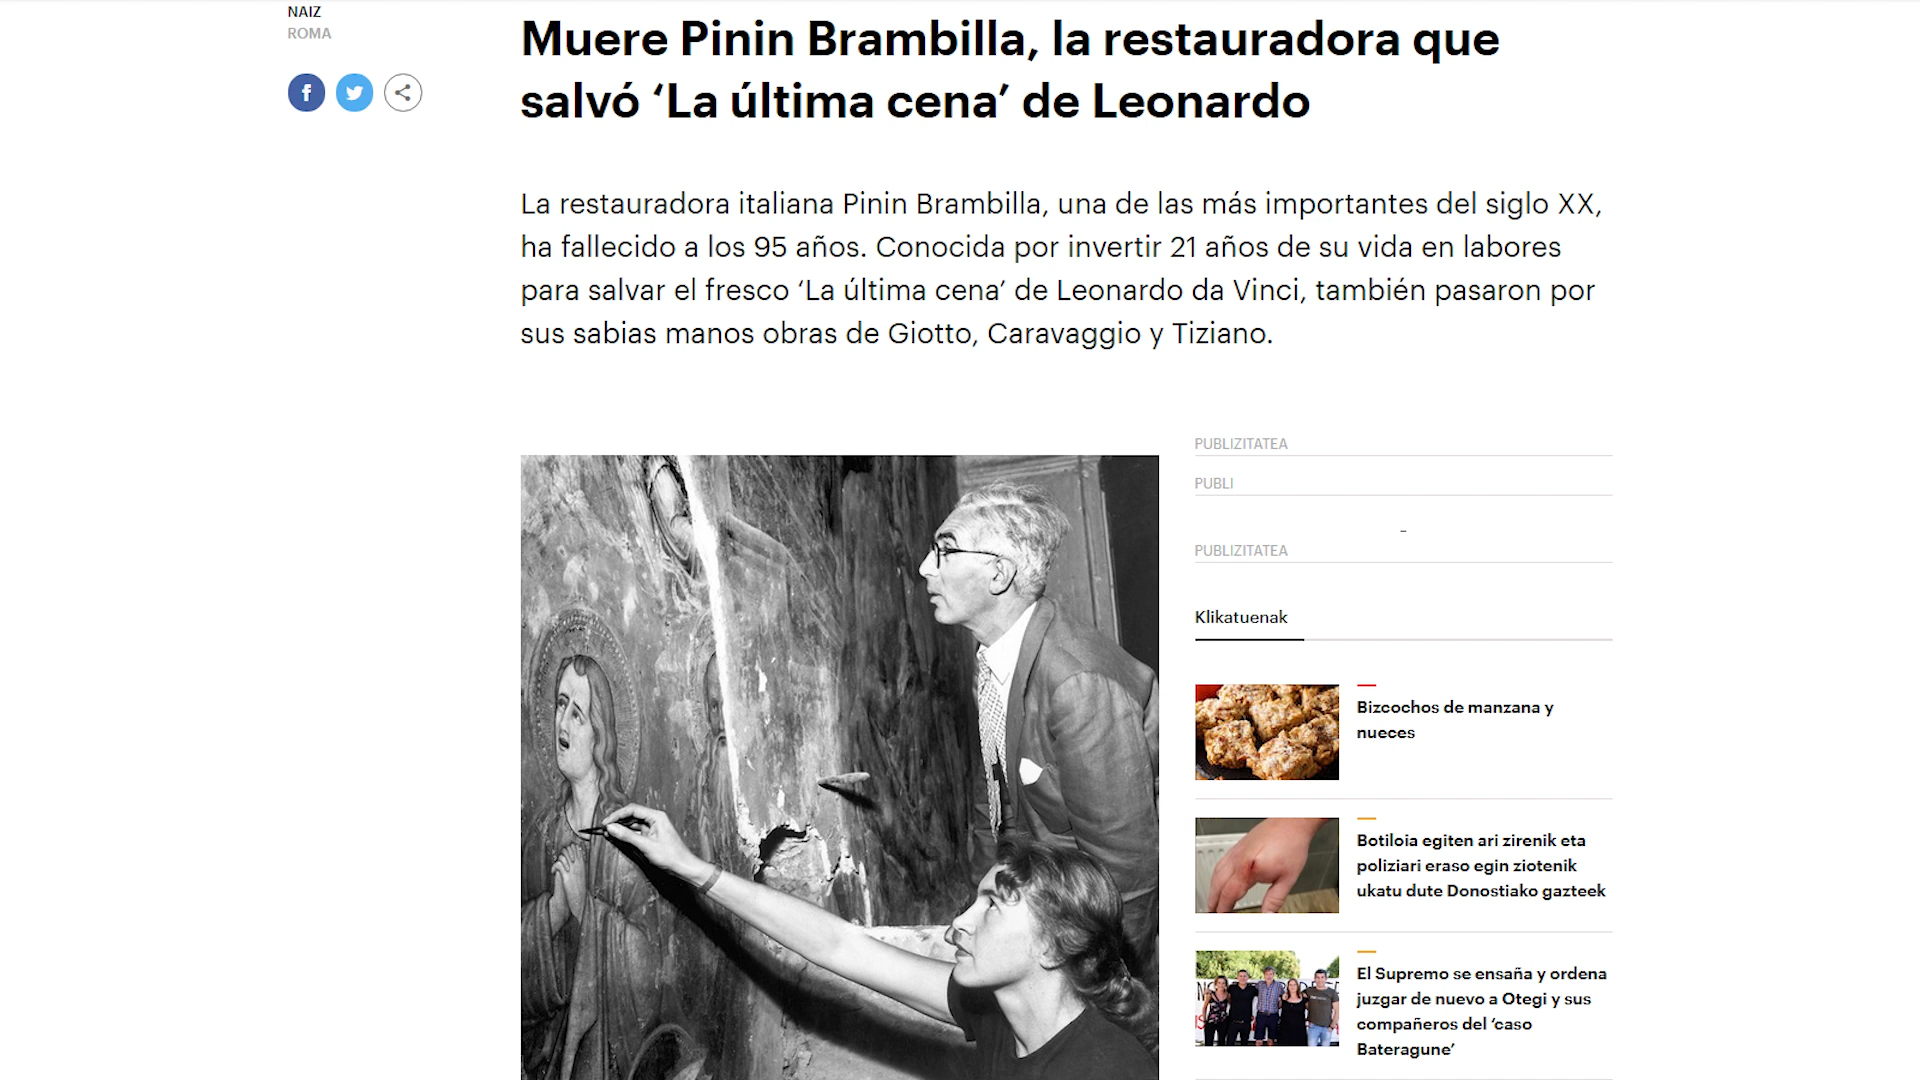 NAIZ
ROMA
Muere Pinin Brambilla, la restauradora que
salvó ‘La última cena’ de Leonardo
La restauradora italiana Pinin Brambilla, una de las más importantes del siglo XX,
ha fallecido a los 95 años. Conocida por invertir 21 años de su vida en labores
para salvar el fresco ‘La última cena’ de Leonardo da Vinci, también pasaron por
sus sabias manos obras de Giotto, Caravaggio y Tiziano.
PUBLIZITATEA
PUBLI
-
PUBLIZITATEA
Klikatuenak
Bizcochos de manzana y
nueces
Botiloia egiten ari zirenik eta
poliziari eraso egin ziotenik
ukatu dute Donostiako gazteek
El Supremo se ensaña y ordena
juzgar de nuevo a Otegi y sus
compañeros del ‘caso
Bateragune’